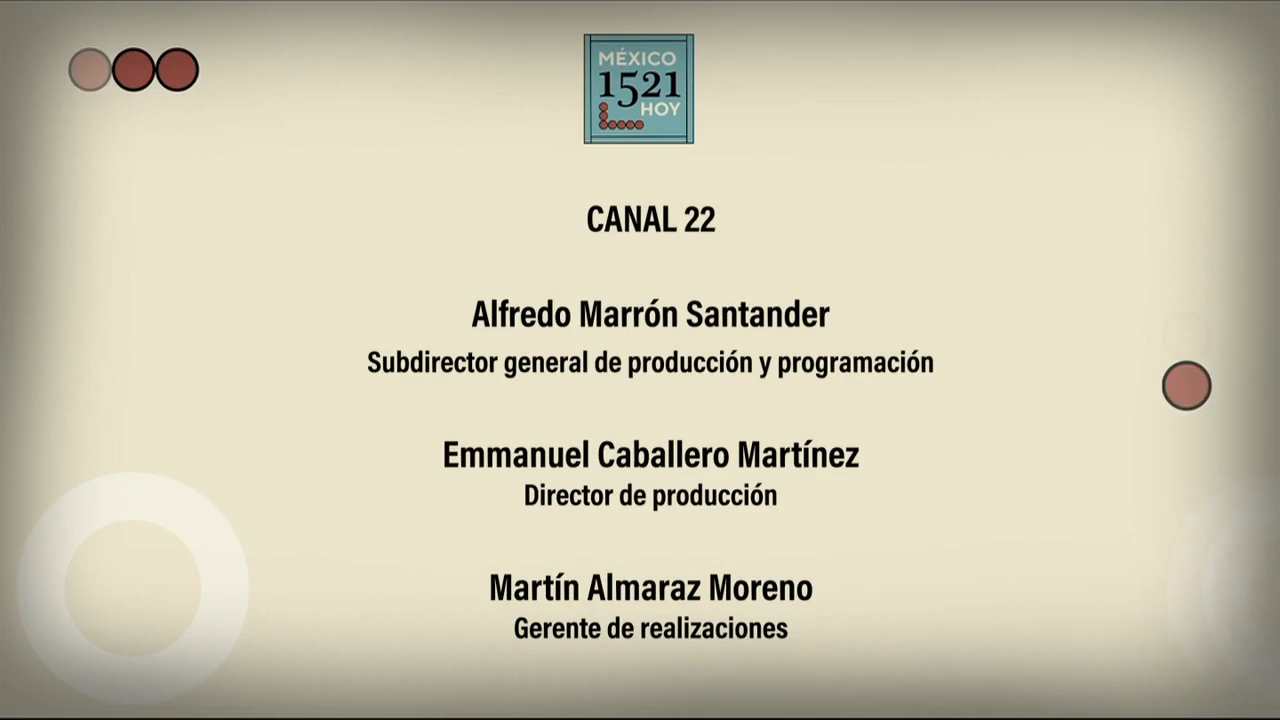 MÉXICO
1521
HOY
CANAL 22
Alfredo Marrón Santander
Subdirector general de producción y programación
Emmanuel Caballero Martínez
Director de producción
Martín Almaraz Moreno
Gerente de realizaciones